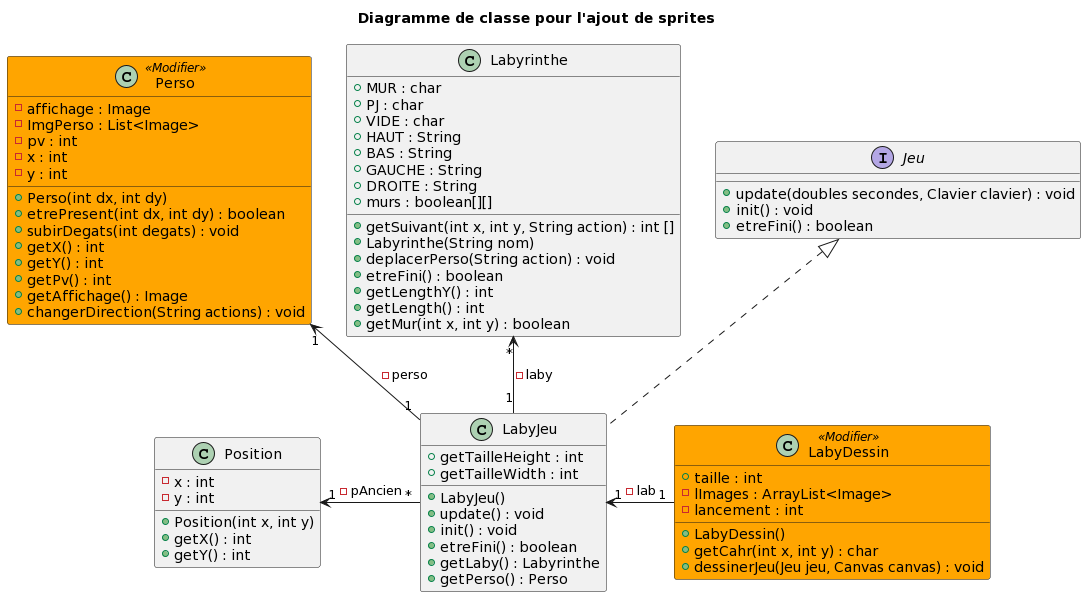 Diagramme de classe pour l'ajout de sprites
C
«Modifier»
Perso
affichage : Image
ImgPerso : List<Image>
pv : int
x : int
y : int
Perso(int dx, int dy)
etrePresent(int dx, int dy) : boolean
subirDegats(int degats) : void
getX() : int
getY() : int
getPv() : int
getAffichage() : Image
changerDirection(String actions) : void
C Labyrinthe
MUR : char
PJ : char
VIDE : char
HAUT : String
BAS : String
GAUCHE : String
DROITE : String
murs : boolean[][]
getSuivant(int x, int y, String action) : int []
Labyrinthe(String nom)
deplacerPerso(String action) : void
etreFini() : boolean
getLengthY() : int
getLength() : int
getMur(int x, int y) : boolean
I Jeu
update(doubles secondes, Clavier clavier) : void
init() : void
etreFini() : boolean
1
perso
1
*
laby
1
C Position
x : int
y : int
Position(int x, int y)
getX() : int
getY() : int
1 pAncien *
C LabyJeu
getTailleHeight : int
getTailleWidth : int
LabyJeu()
update() : void
init() : void
etreFini() : boolean
getLaby() : Labyrinthe
getPerso() : Perso
1 lab 1
C
«Modifier»
LabyDessin
taille : int
lImages : ArrayList<Image>
lancement : int
LabyDessin()
getCahr(int x, int y) : char
dessinerJeu(Jeu jeu, Canvas canvas) : void